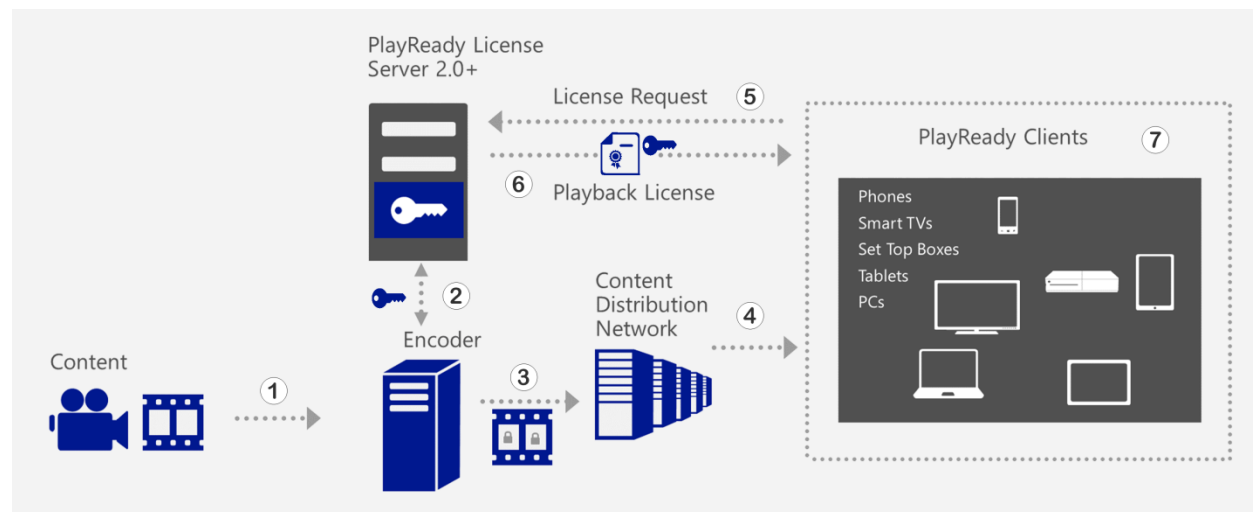 PlayReady License
Server 2.0+
License Request 5
PlayReady Clients 7
6
Playback License
Phones
Smart TVs
Set Top Boxes
Tablets
PCs
2
Content
Distribution
Network
4
Encoder
Content
1
3